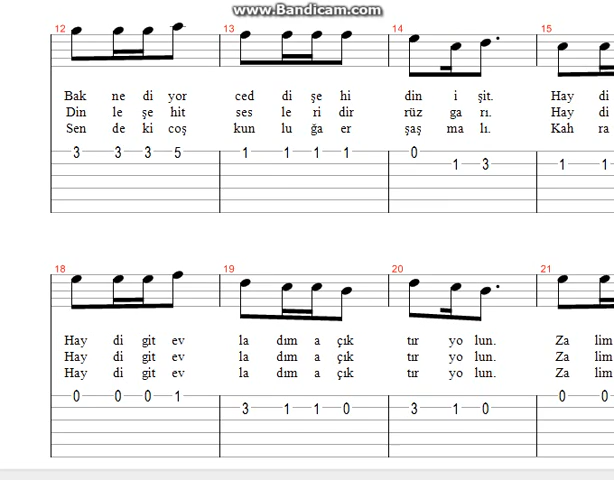 www.Bandicam.com
12 13 14 15
Bak ne di yor ced di şe hi din i şit. Hay di
Din le şe hit ses le ri dir rüz ga rı. Hay di
Sen de ki coş kun lu ğa er şaş ma lı. Kah ra
3 3 3 5 1 1 1 1 0
1 3 1 1
18 19 20 21
Hay di git ev la dım a çık tır yo lun. Za lim
Hay di git ev la dım a çık tır yo lun. Za lim
Hay di git ev la dım a çık tır yo lun. Za lim
0 0 0 1 0 0
3 1 1 0 3 1 0